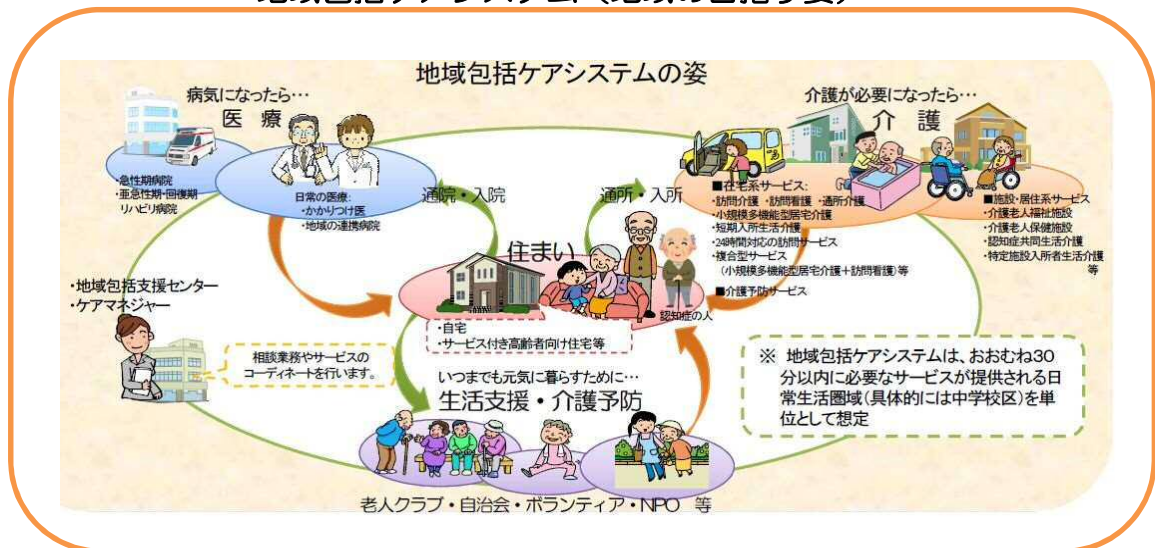 地域包括ケアシステム（地域の目指す姿）
地域包括ケアシステムの姿
病気になったら…
医 療
・急性期病院
・亜急性期・回復期
リハビリ病院
日常の医療:
・かかりつけ医
・地域の連携病院
通院・入院
通所・入所
介護が必要になったら…
介 護
■在宅系サービス:
・訪問介護 ・訪問看護 ・通所介護
・小規模多機能型居宅介護
・短期入所生活介護
・24時間対応の訪問サービス
・複合型サービス
（小規模多機能型居宅介護＋訪問看護）等
■介護予防サービス
■施設・居住系サービス
・介護老人福祉施設
・介護老人保健施設
・認知症共同生活介護
・特定施設入所者生活介護
等
住まい
認知症の人
・自宅
・サービス付き高齢者向け住宅等
・地域包括支援センター
・ケアマネジャー
相談業務やサービスの
コーディネートを行います。
いつまでも元気に暮らすために…
生活支援・介護予防
老人クラブ・自治会・ボランティア・NPO 等
※ 地域包括ケアシステムは、おおむね30
分以内に必要なサービスが提供される日
常生活圏域（具体的には中学校区）を単
位として想定